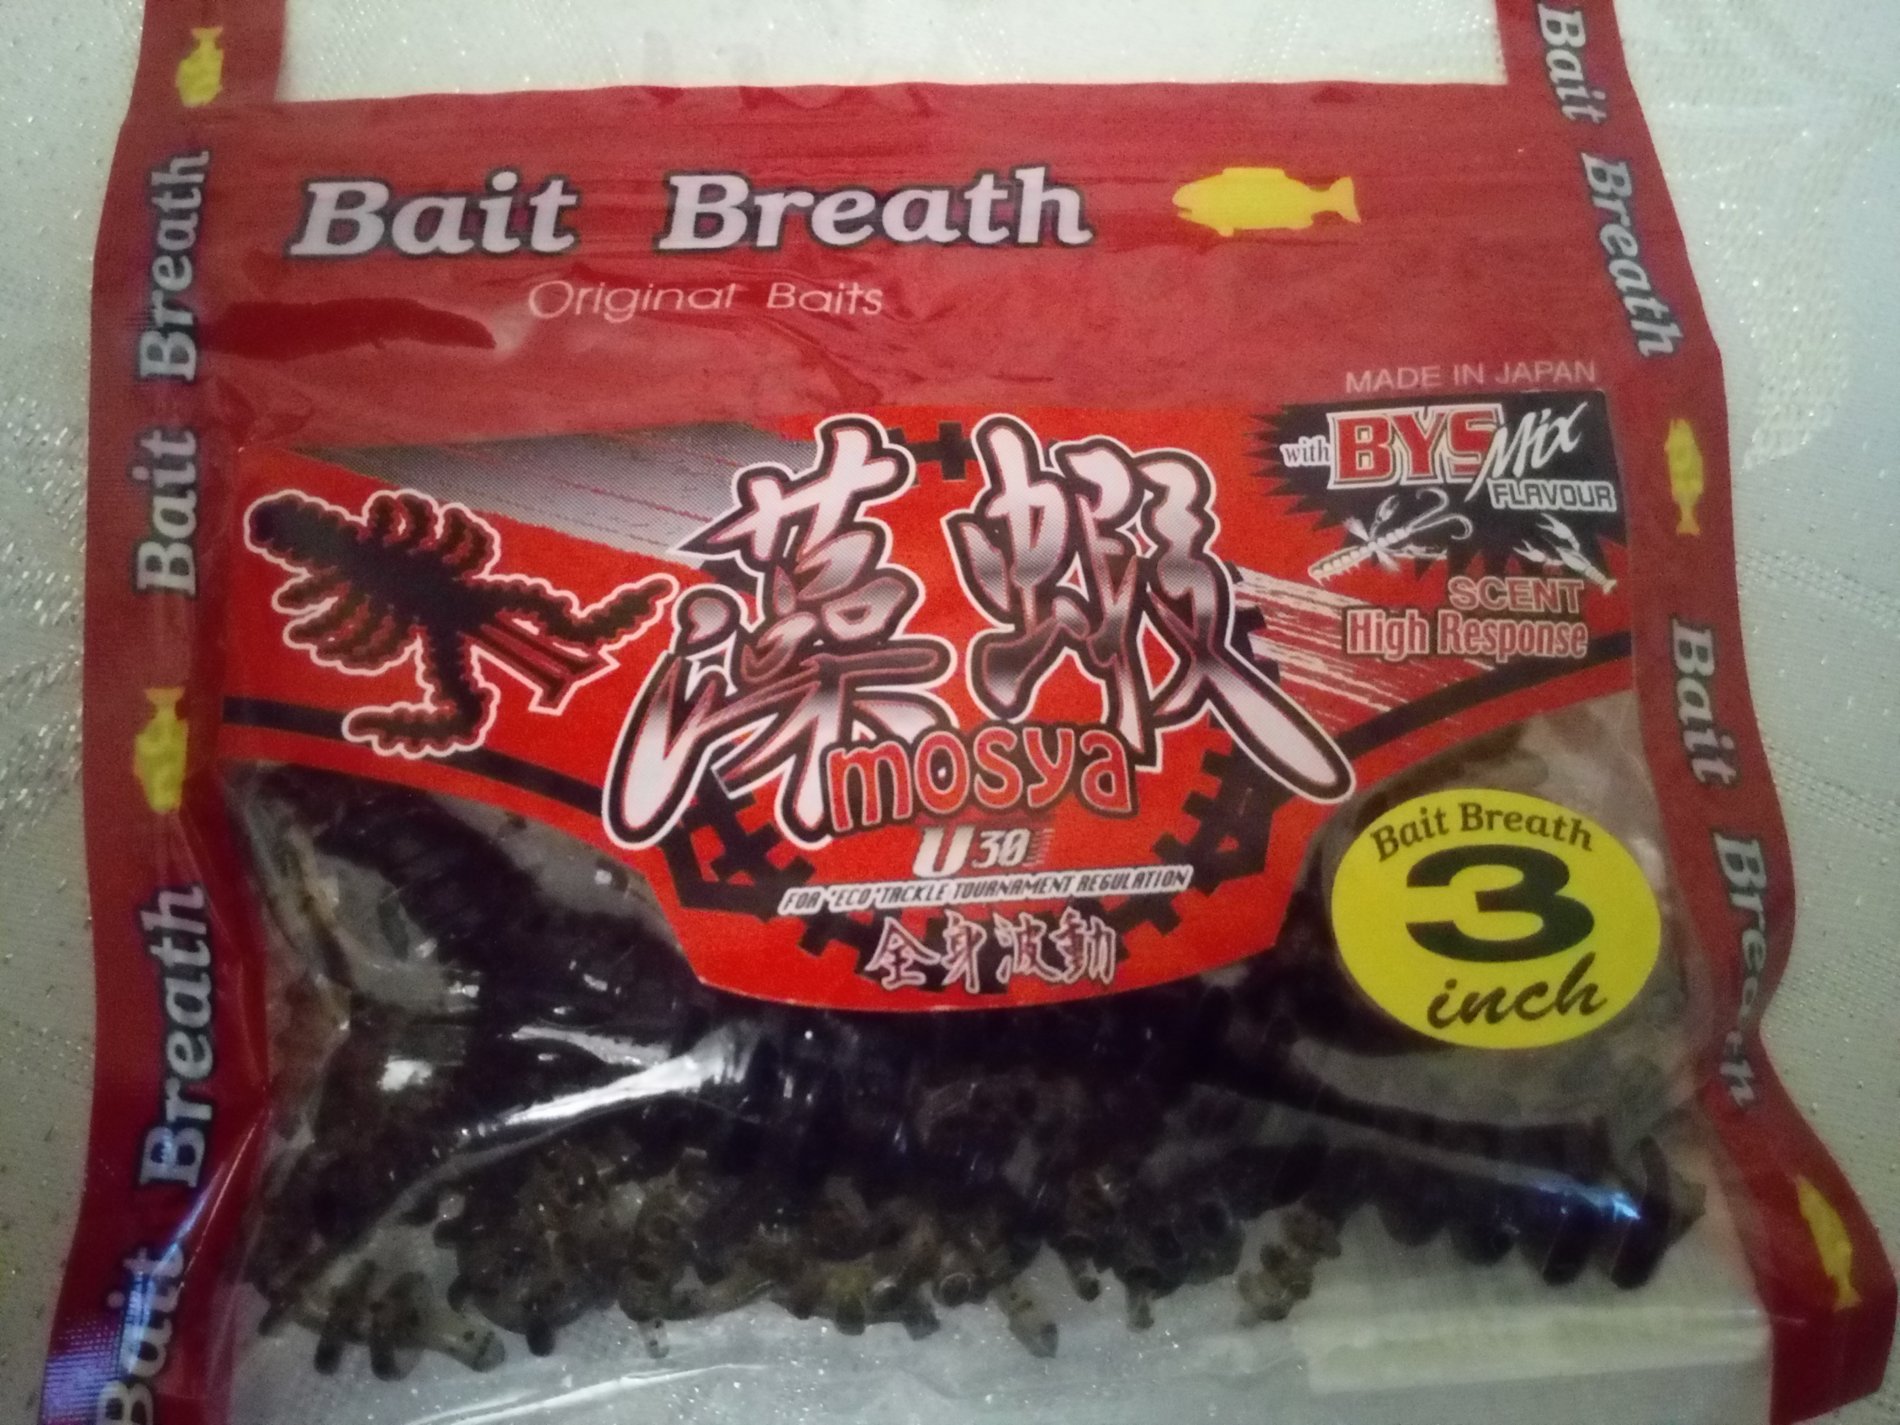 Bait Breath
Original Baits
MADE IN JAPAN
with BYS Mix
FLAVOUR
SCENT
High Response
藻蝦
mosya
U30
FOR "ECO" TACKLE TOURNAMENT REGULATION
全身波動
Bait Breath
3
inch
Bait Breath
Bait Breath
Bait Breath
Bait Breath
Bait Breath